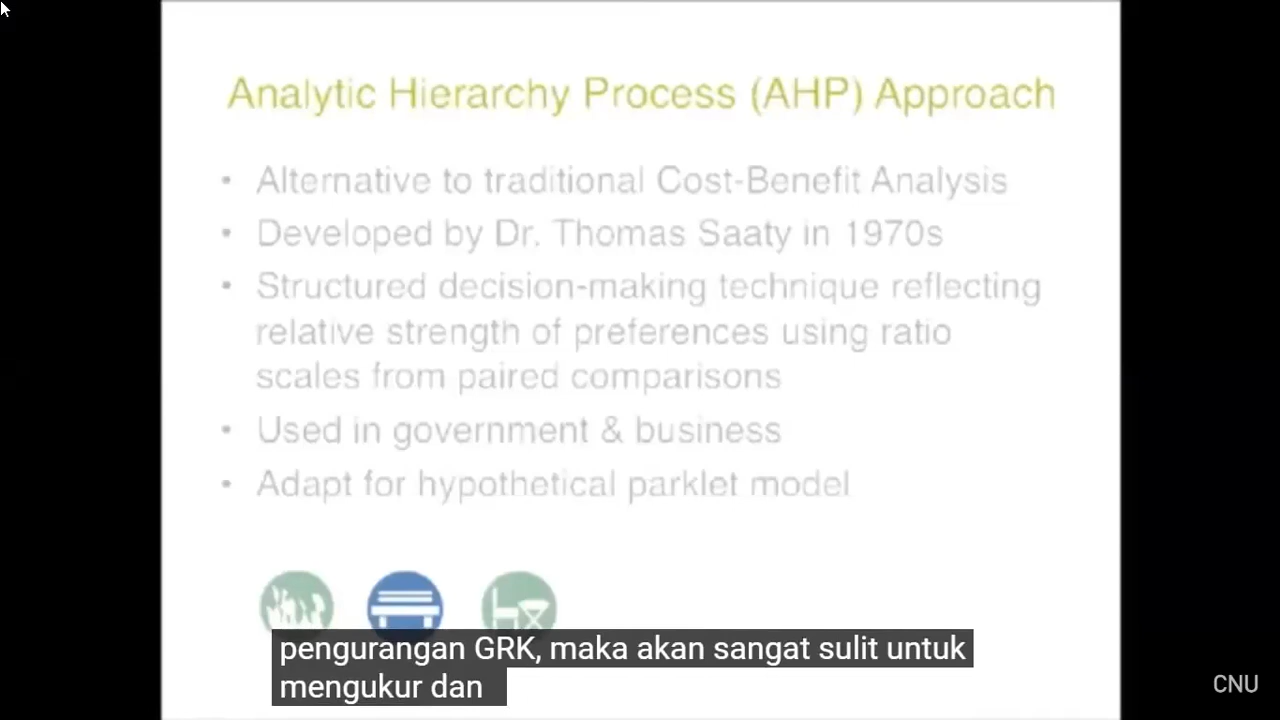 Analytic Hierarchy Process (AHP) Approach
• Alternative to traditional Cost-Benefit Analysis
• Developed by Dr. Thomas Saaty in 1970s
• Structured decision-making technique reflecting
relative strength of preferences using ratio
scales from paired comparisons
• Used in government & business
• Adapt for hypothetical parklet model
pengurangan GRK, maka akan sangat sulit untuk
mengukur dan
CNU